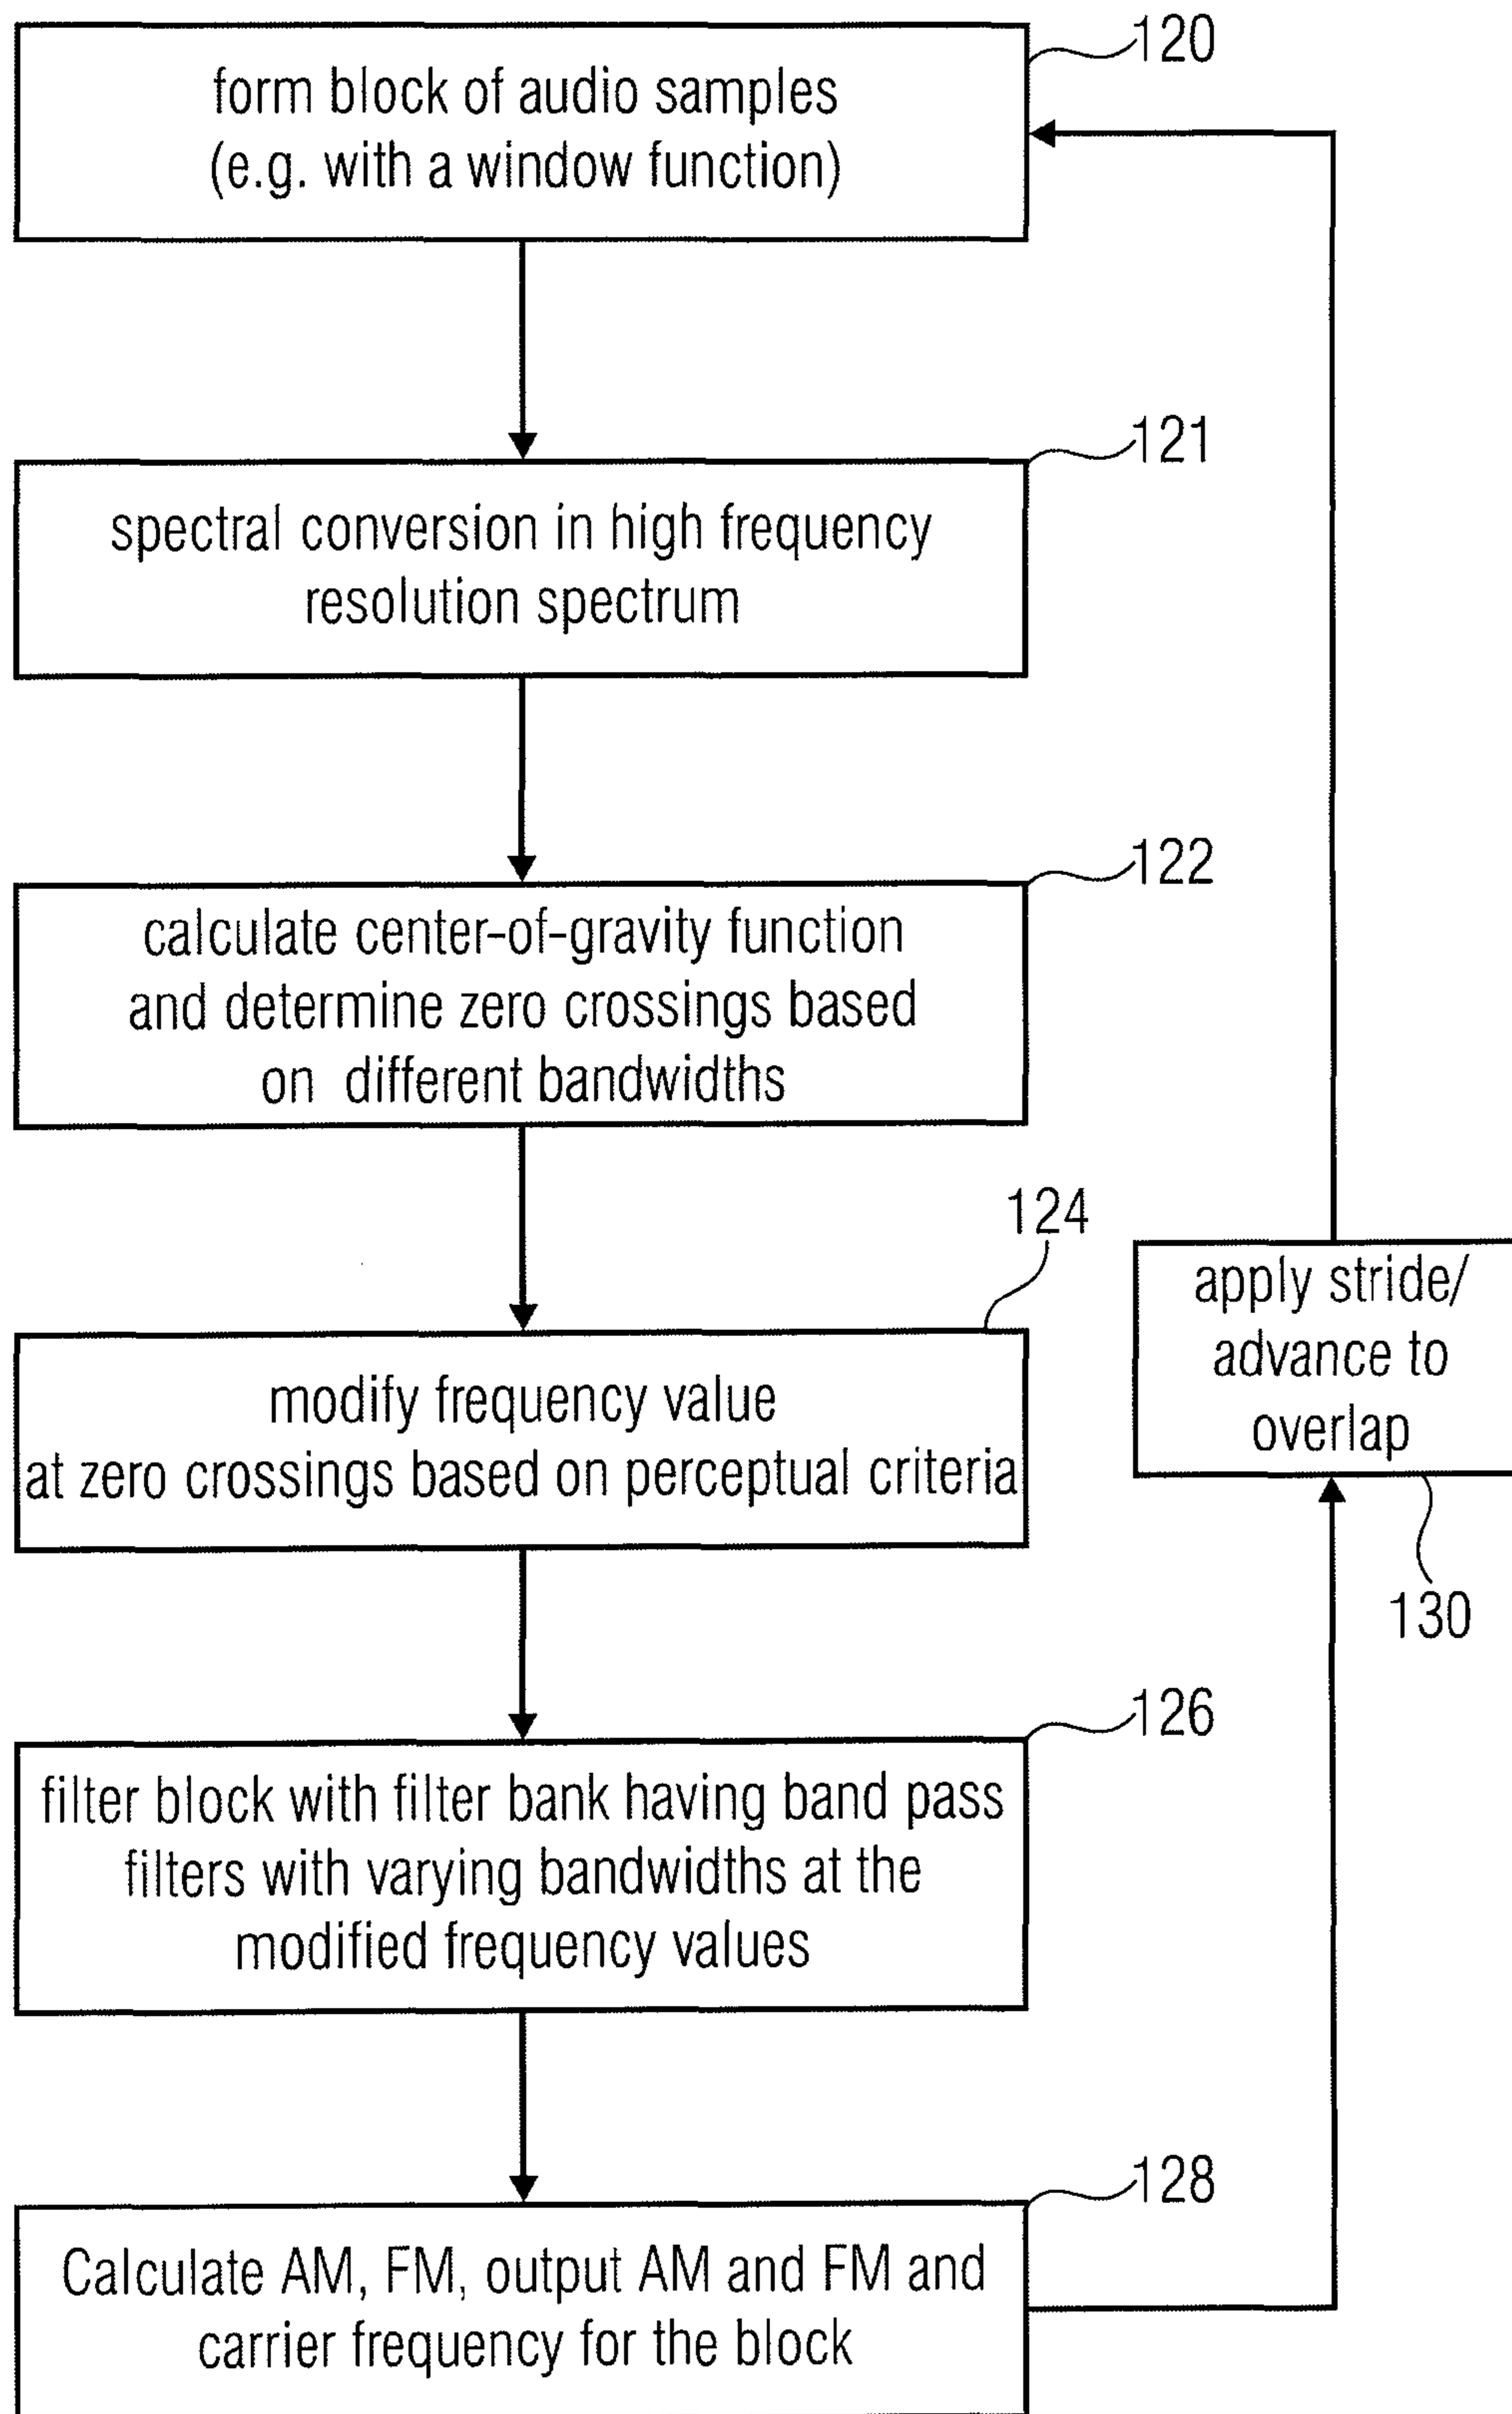 120
form block of audio samples
(e.g. with a window function)
121
spectral conversion in high frequency
resolution spectrum
122
calculate center-of-gravity function
and determine zero crossings based
on different bandwidths
124
modify frequency value
at zero crossings based on perceptual criteria
apply stride/
advance to
overlap
130
126
filter block with filter bank having band pass
filters with varying bandwidths at the
modified frequency values
128
Calculate AM, FM, output AM and FM and
carrier frequency for the block